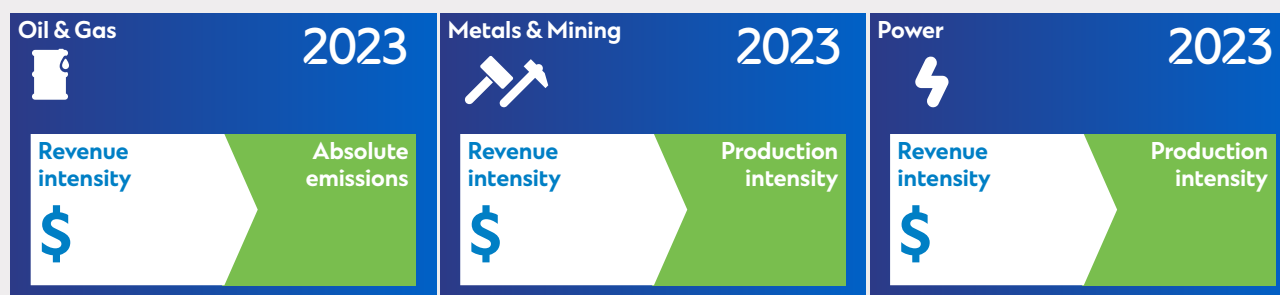 Oil & Gas
2023
Revenue
intensity
$
Absolute
emissions
Metals & Mining
2023
Revenue
intensity
$
Production
intensity
Power
2023
Revenue
intensity
$
Production
intensity